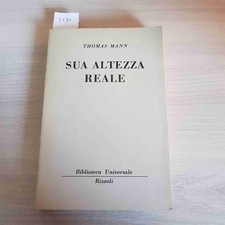 THOMAS MANN
SUA ALTEZZA
REALE
Biblioteca Universale
Rizzoli